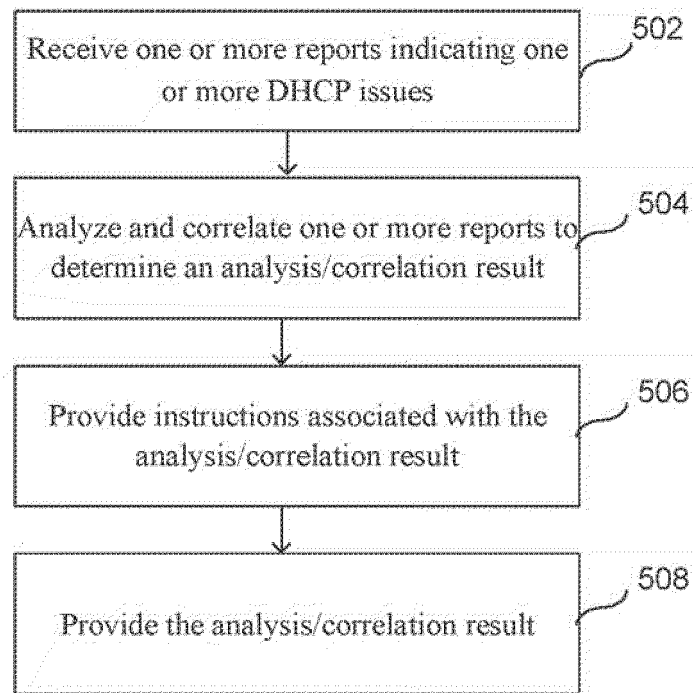 502
Receive one or more reports indicating one
or more DHCP issues
504
Analyze and correlate one or more reports to
determine an analysis/correlation result
506
Provide instructions associated with the
analysis/correlation result
508
Provide the analysis/correlation result